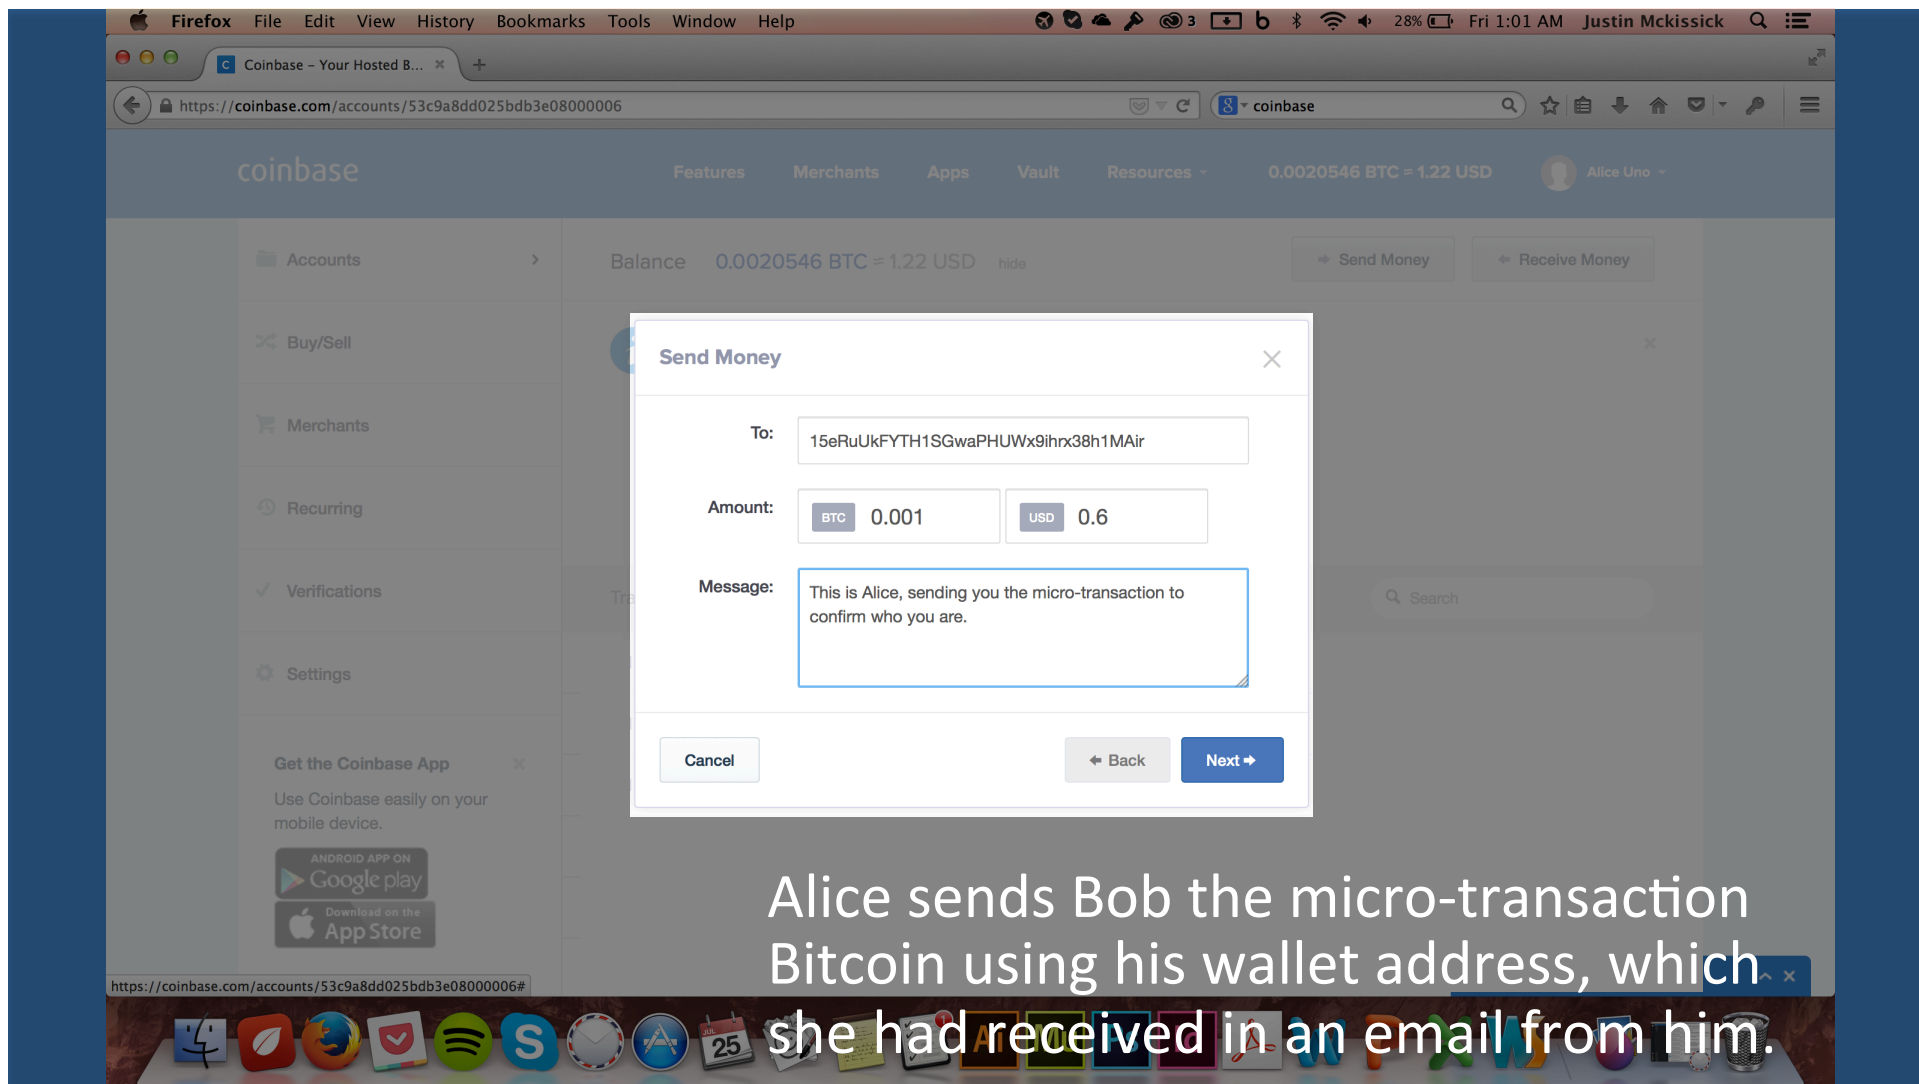 Firefox File Edit View History Bookmarks Tools Window Help 3 28% Fri 1:01 AM Justin Mckissick
Coinbase – Your Hosted B...
https://coinbase.com/accounts/53c9a8dd025bdb3e08000006 coinbase
coinbase Features Merchants Apps Vault Resources 0.0020546 BTC = 1.22 USD Alice Uno
Accounts
Balance 0.0020546 BTC = 1.22 USD hide Send Money Receive Money
Buy/Sell
Merchants
Recurring
Verifications
Settings
Search
Send Money
To: 15eRuUkFYTH1SGwaPHUWx9ihrx38h1MAir
Amount: BTC 0.001 USD 0.6
Message: This is Alice, sending you the micro-transaction to
confirm who you are.
Cancel Back Next
Get the Coinbase App
Use Coinbase easily on your
mobile device.
ANDROID APP ON
Google play
Download on the
App Store
https://coinbase.com/accounts/53c9a8dd025bdb3e08000006#
Alice sends Bob the micro-transaction
Bitcoin using his wallet address, which
she had received in an email from him.
JUL
25
1